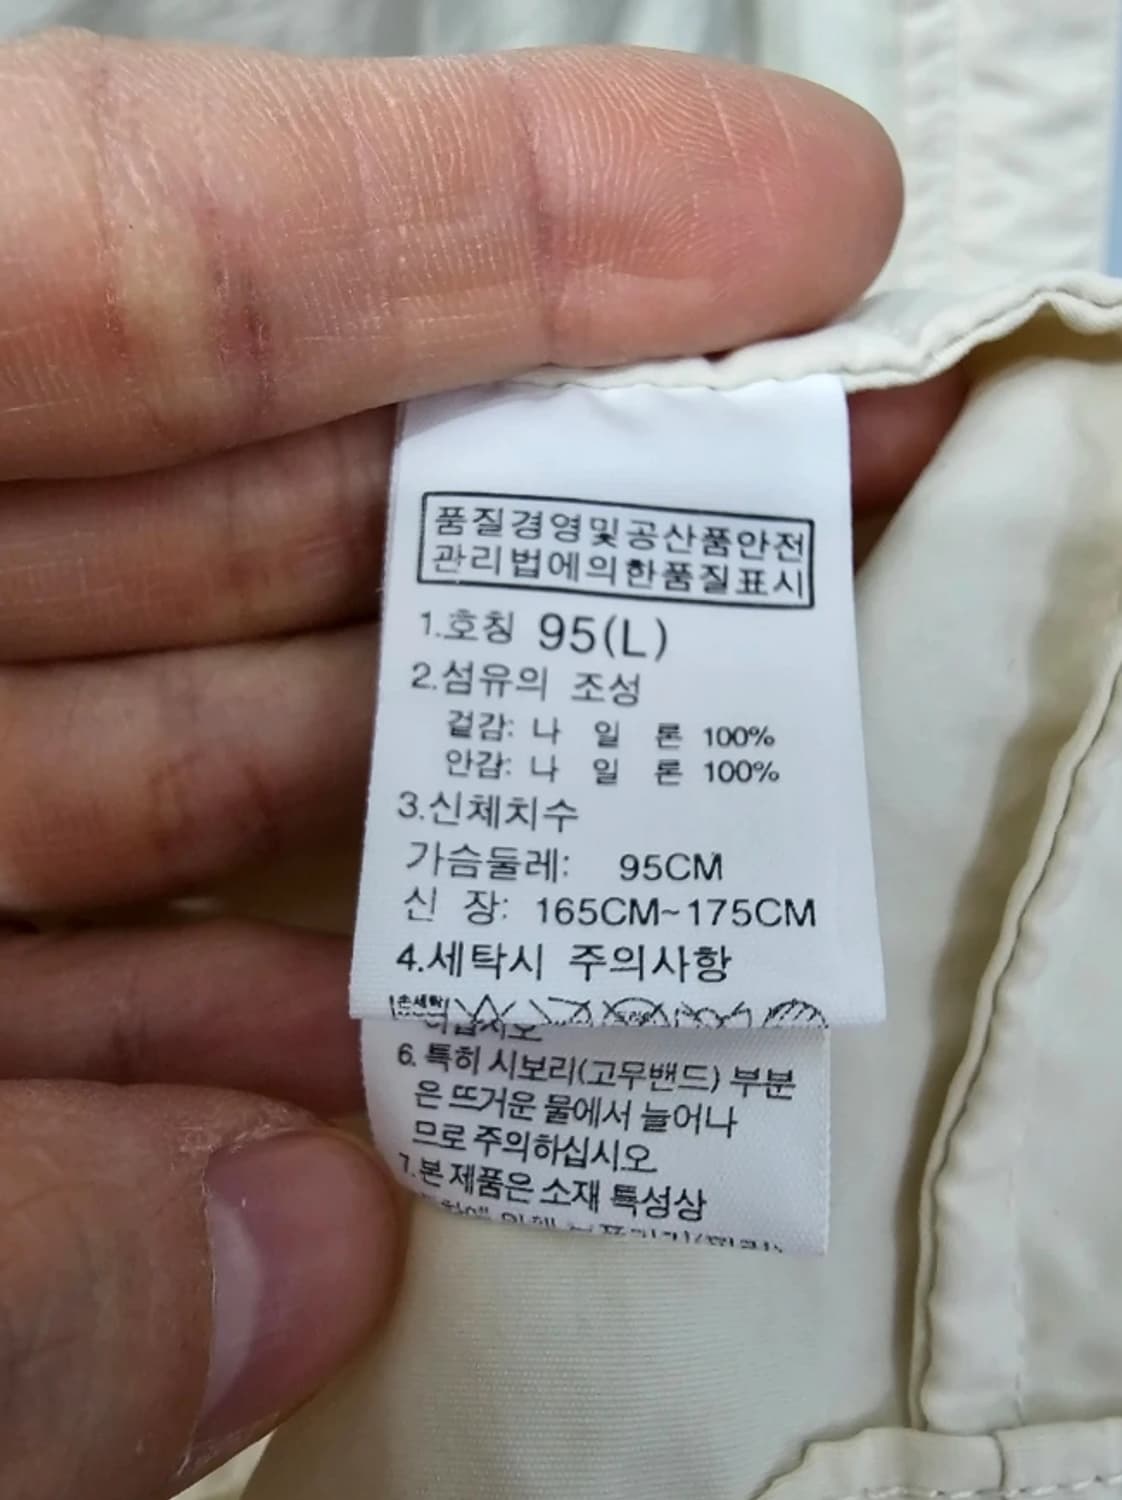 품질경영및공산품안전
관리법에의한품질표시
1.호칭 95(L)
2.섬유의 조성
겉감: 나 일 론 100%
안감: 나 일 론 100%
3.신체치수
가슴둘레: 95CM
신 장: 165CM~175CM
4.세탁시 주의사항
손세탁
6. 특히 시보리(고무밴드) 부분
은 뜨거운 물에서 늘어나
므로 주의하십시오
7.본 제품은 소재 특성상